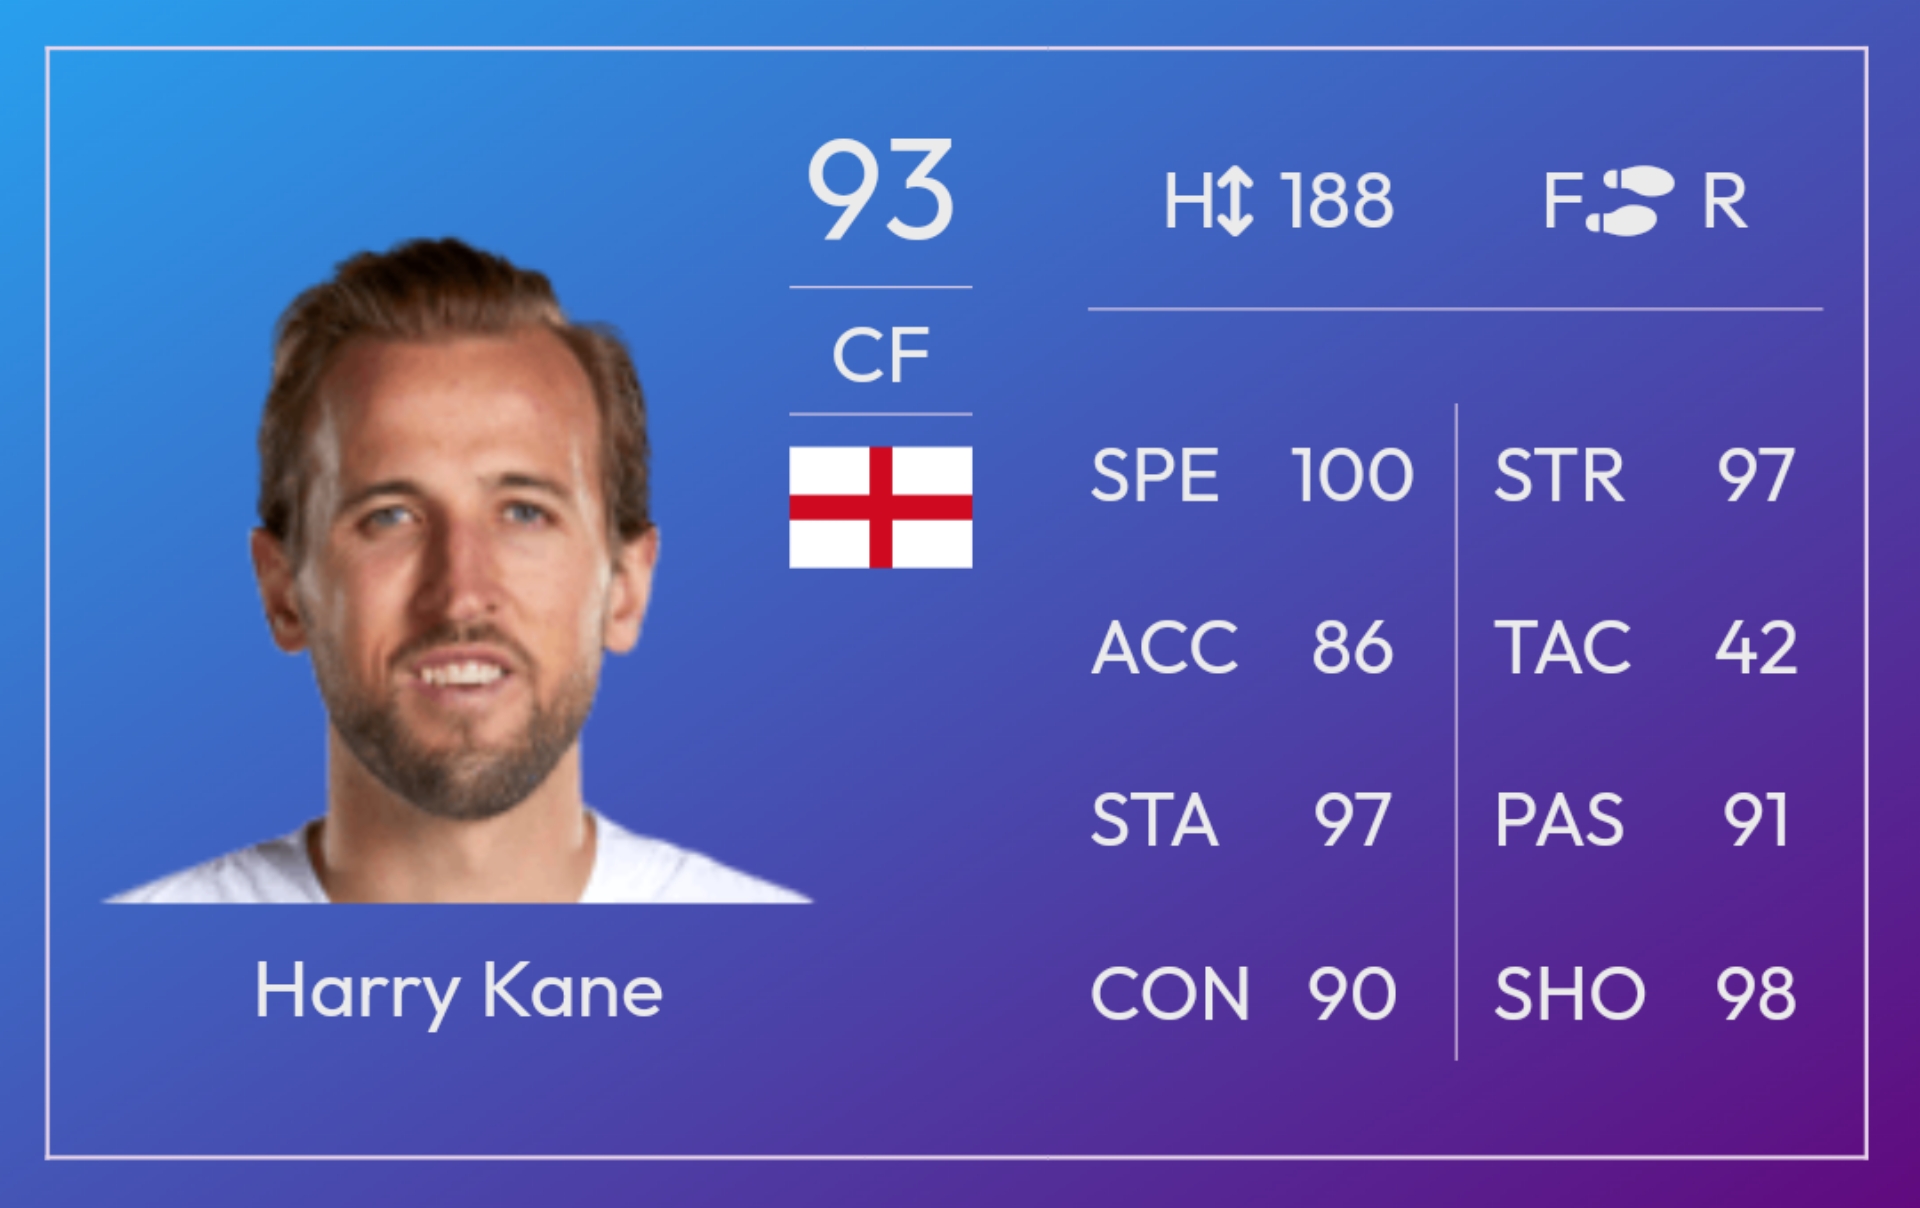 93
CF
Harry Kane
H 188 F R
SPE 100 STR 97
ACC 86 TAC 42
STA 97 PAS 91
CON 90 SHO 98